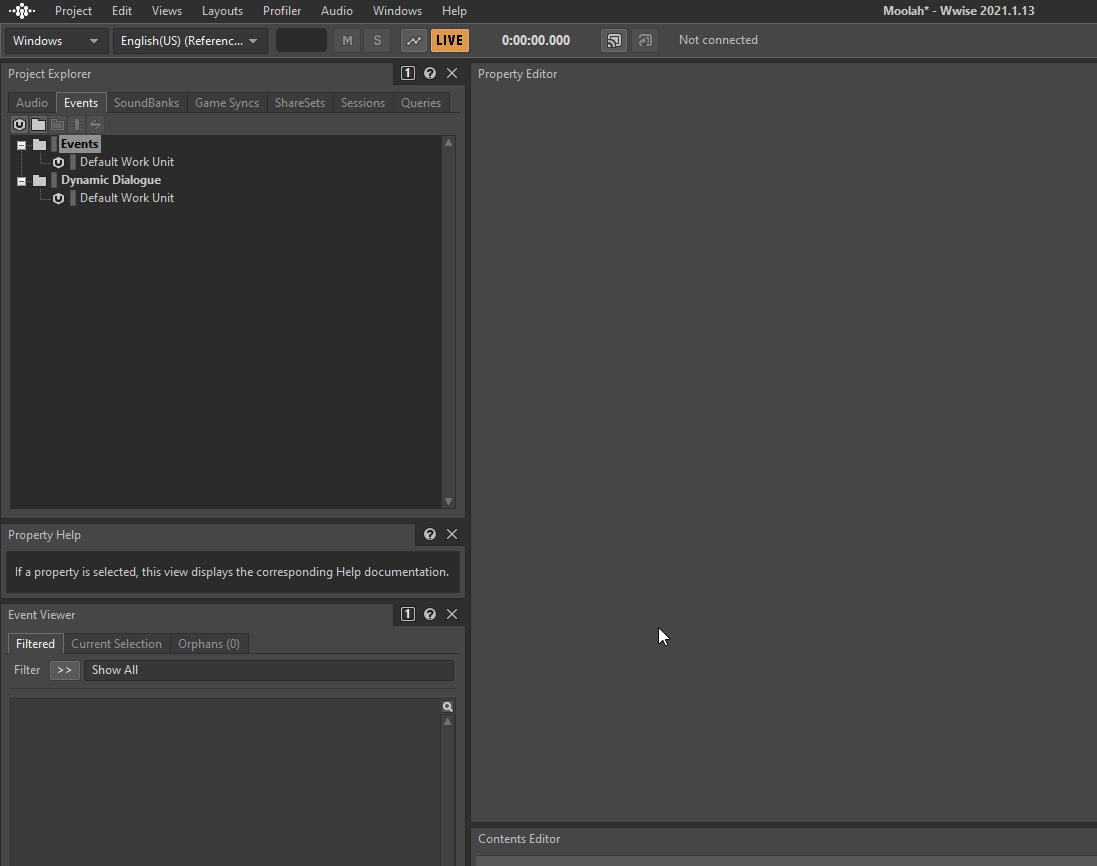 Project Edit Views Layouts Profiler Audio Windows Help Moolah* - Wwise 2021.1.13
Windows English(US) (Referenc... M S LIVE 0:00:00.000 Not connected
Project Explorer 1
Audio Events SoundBanks Game Syncs ShareSets Sessions Queries
Events
Default Work Unit
Dynamic Dialogue
Default Work Unit
Property Help
If a property is selected, this view displays the corresponding Help documentation.
Event Viewer 1
Filtered Current Selection Orphans (0)
Filter >> Show All
Property Editor
Contents Editor